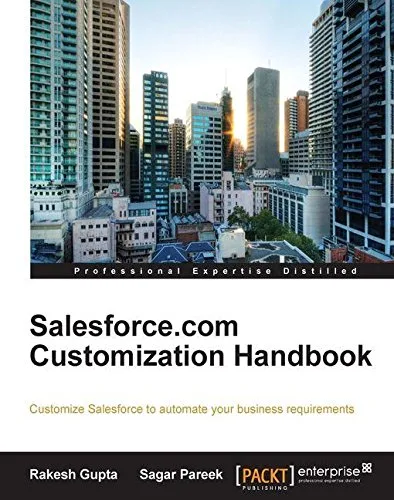 Professional Expertise Distilled
Salesforce.com
Customization Handbook
Customize Salesforce to automate your business requirements
Rakesh Gupta Sagar Pareek [PACKT] enterprise
PUBLISHING professional expertise distilled